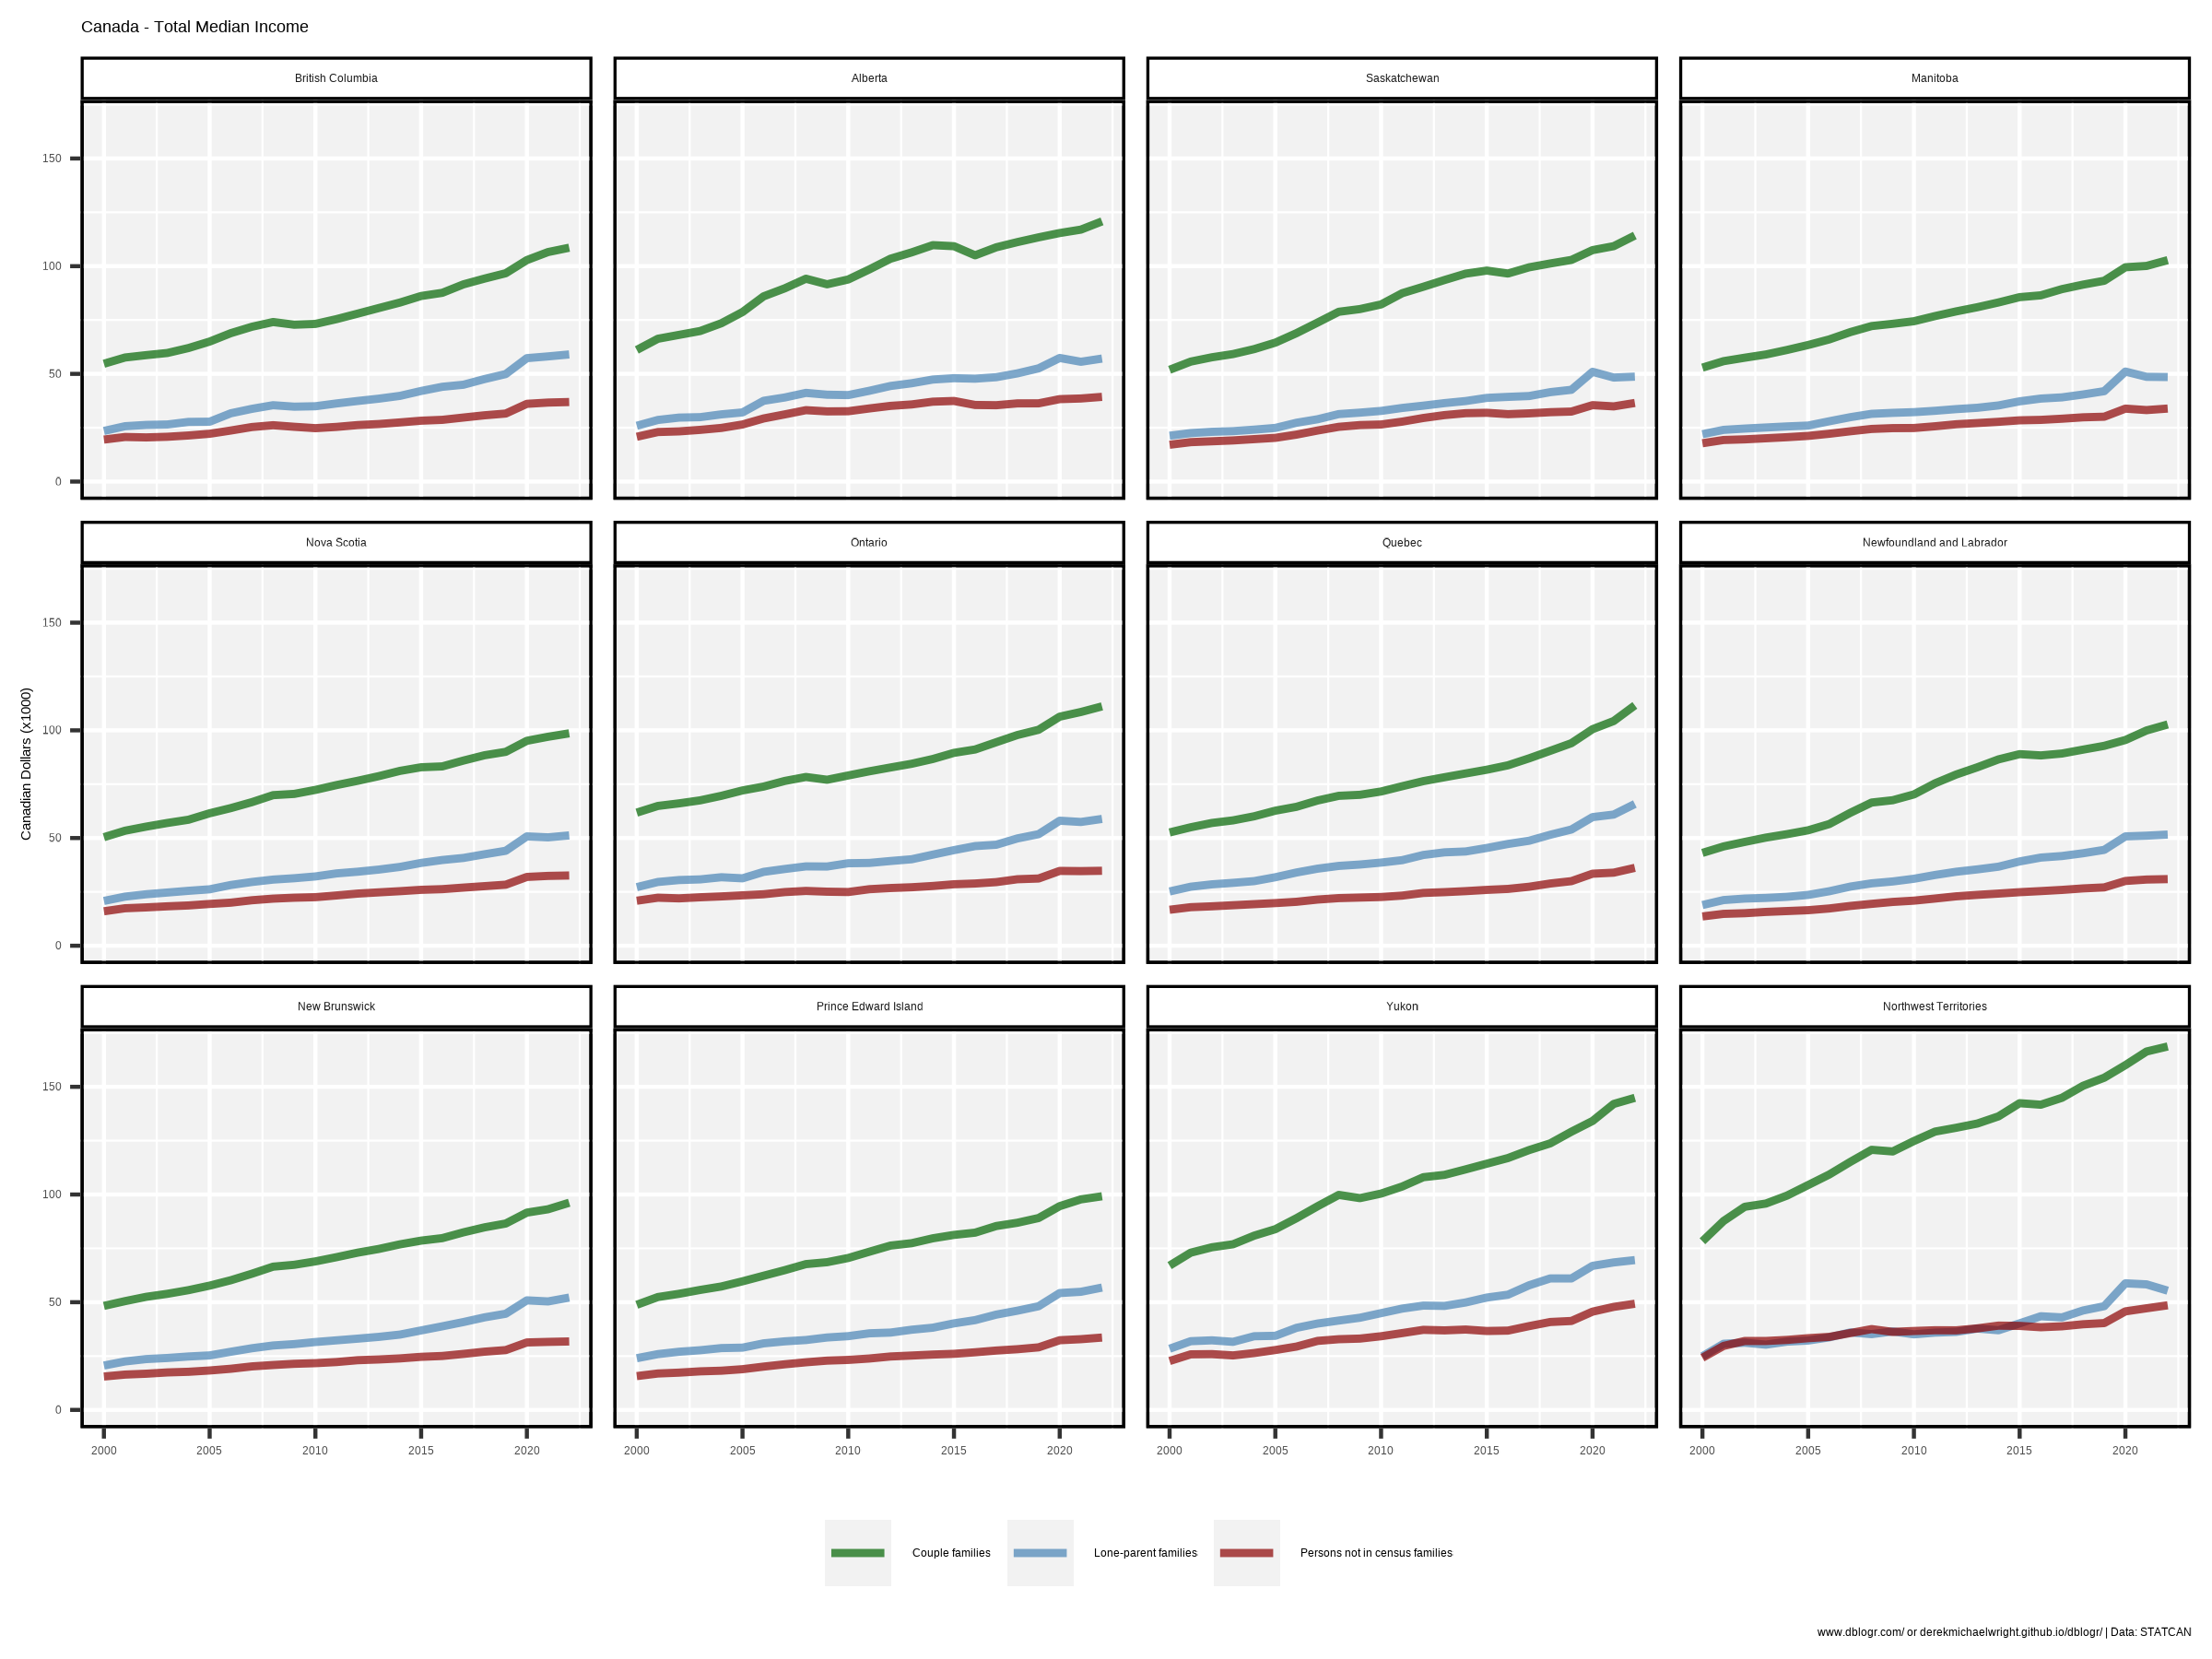 Canada - Total Median Income
British Columbia
Alberta
Saskatchewan
Manitoba
150
100
50
0
Nova Scotia
Ontario
Quebec
Newfoundland and Labrador
Canadian Dollars (x1000)
150
100
50
0
New Brunswick
Prince Edward Island
Yukon
Northwest Territories
150
100
50
0
2000 2005 2010 2015 2020
2000 2005 2010 2015 2020
2000 2005 2010 2015 2020
2000 2005 2010 2015 2020
Couple families
Lone-parent families
Persons not in census families
www.dblogr.com/ or derekmichaelwright.github.io/dblogr/ | Data: STATCAN